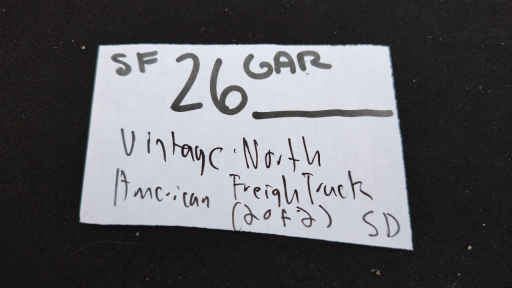 SF 26 GAR
Vintage North
American Freigh Truck
(2 of 2) SD